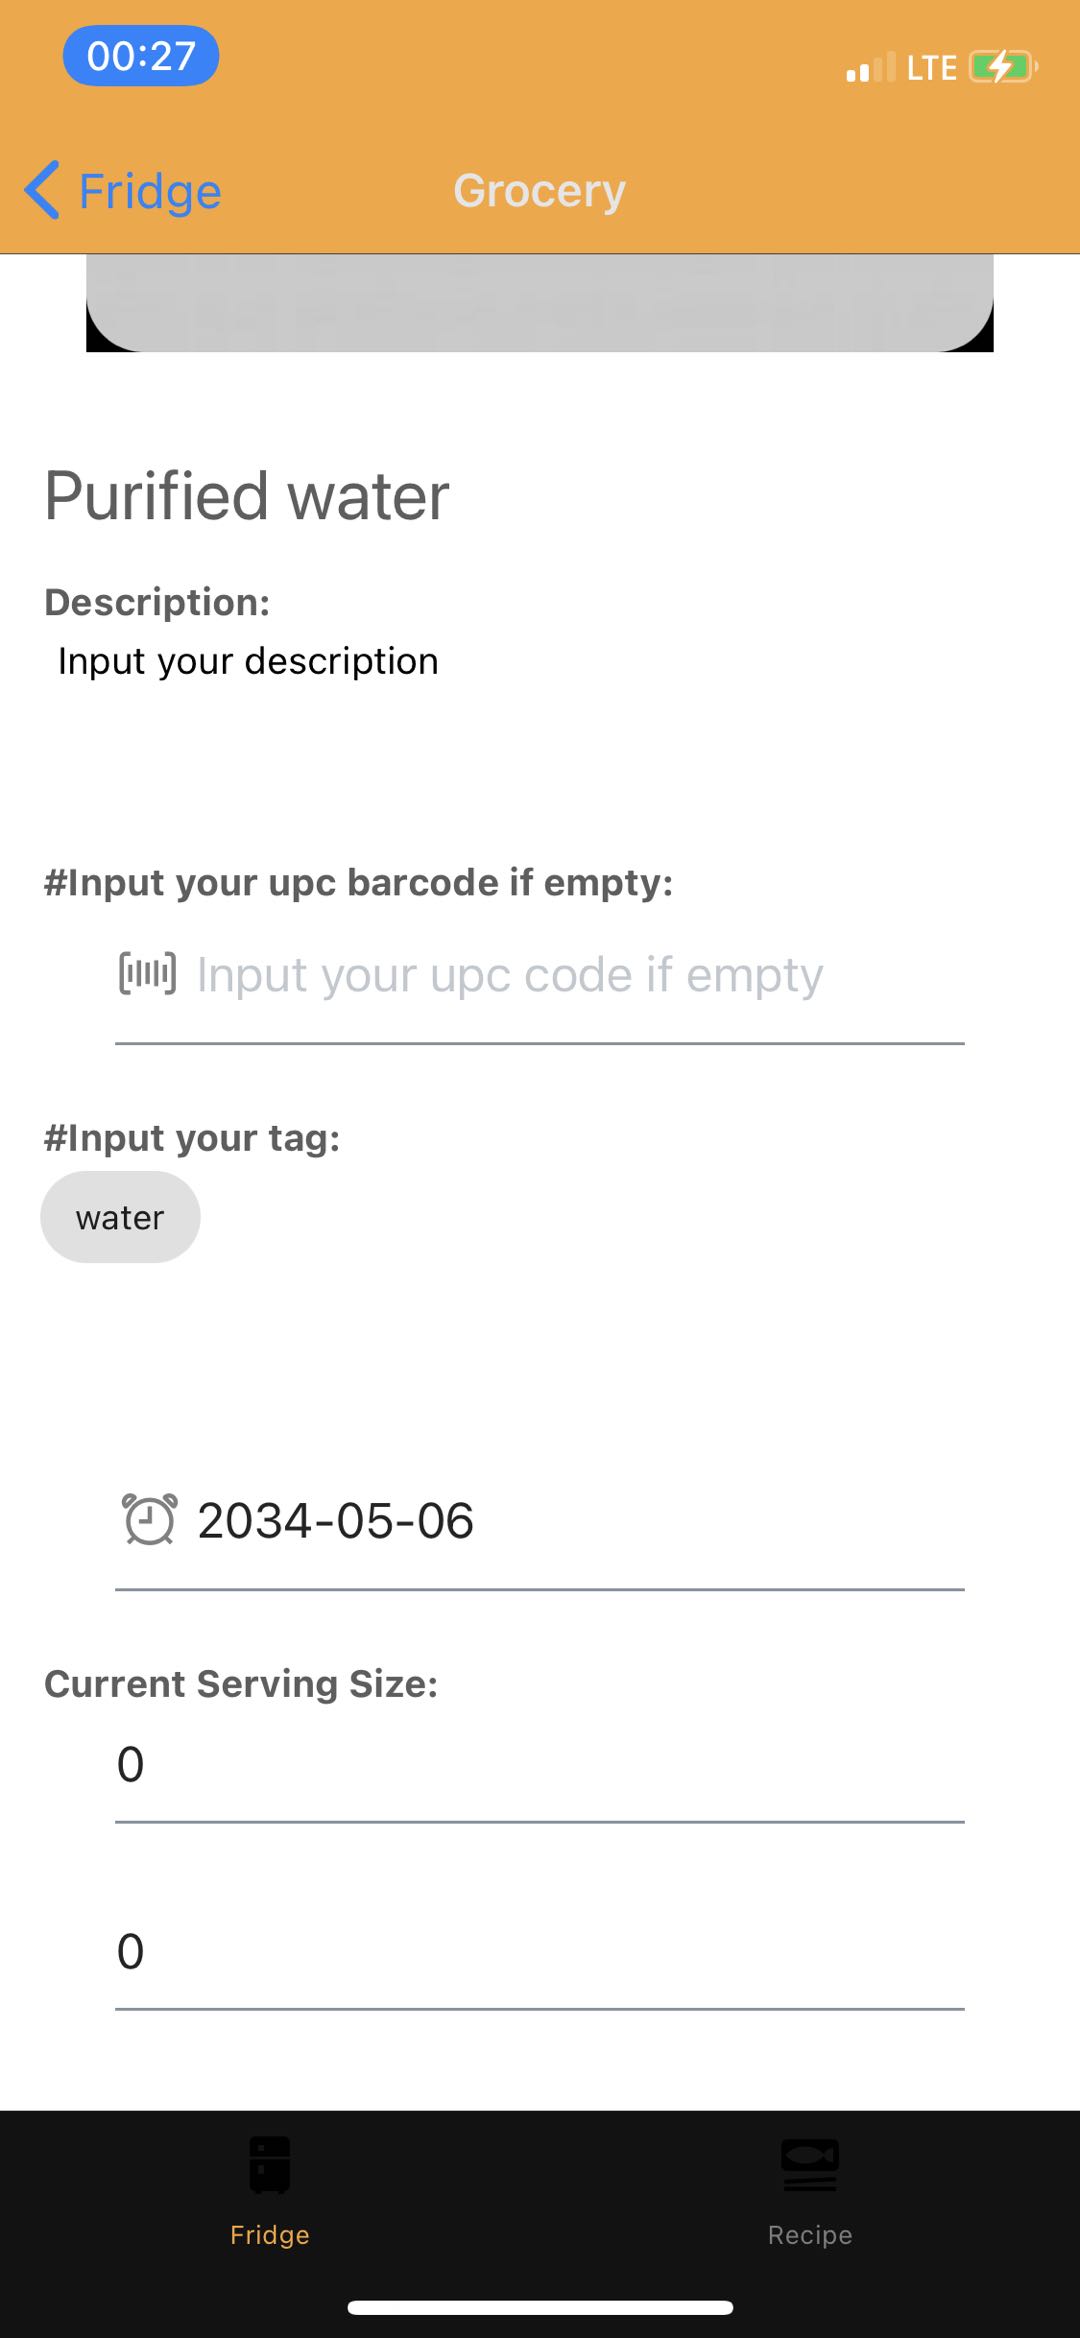 00:27
LTE
Fridge
Grocery
Purified water
Description:
Input your description
#Input your upc barcode if empty:
Input your upc code if empty
#Input your tag:
water
2034-05-06
Current Serving Size:
0
0
Fridge
Recipe